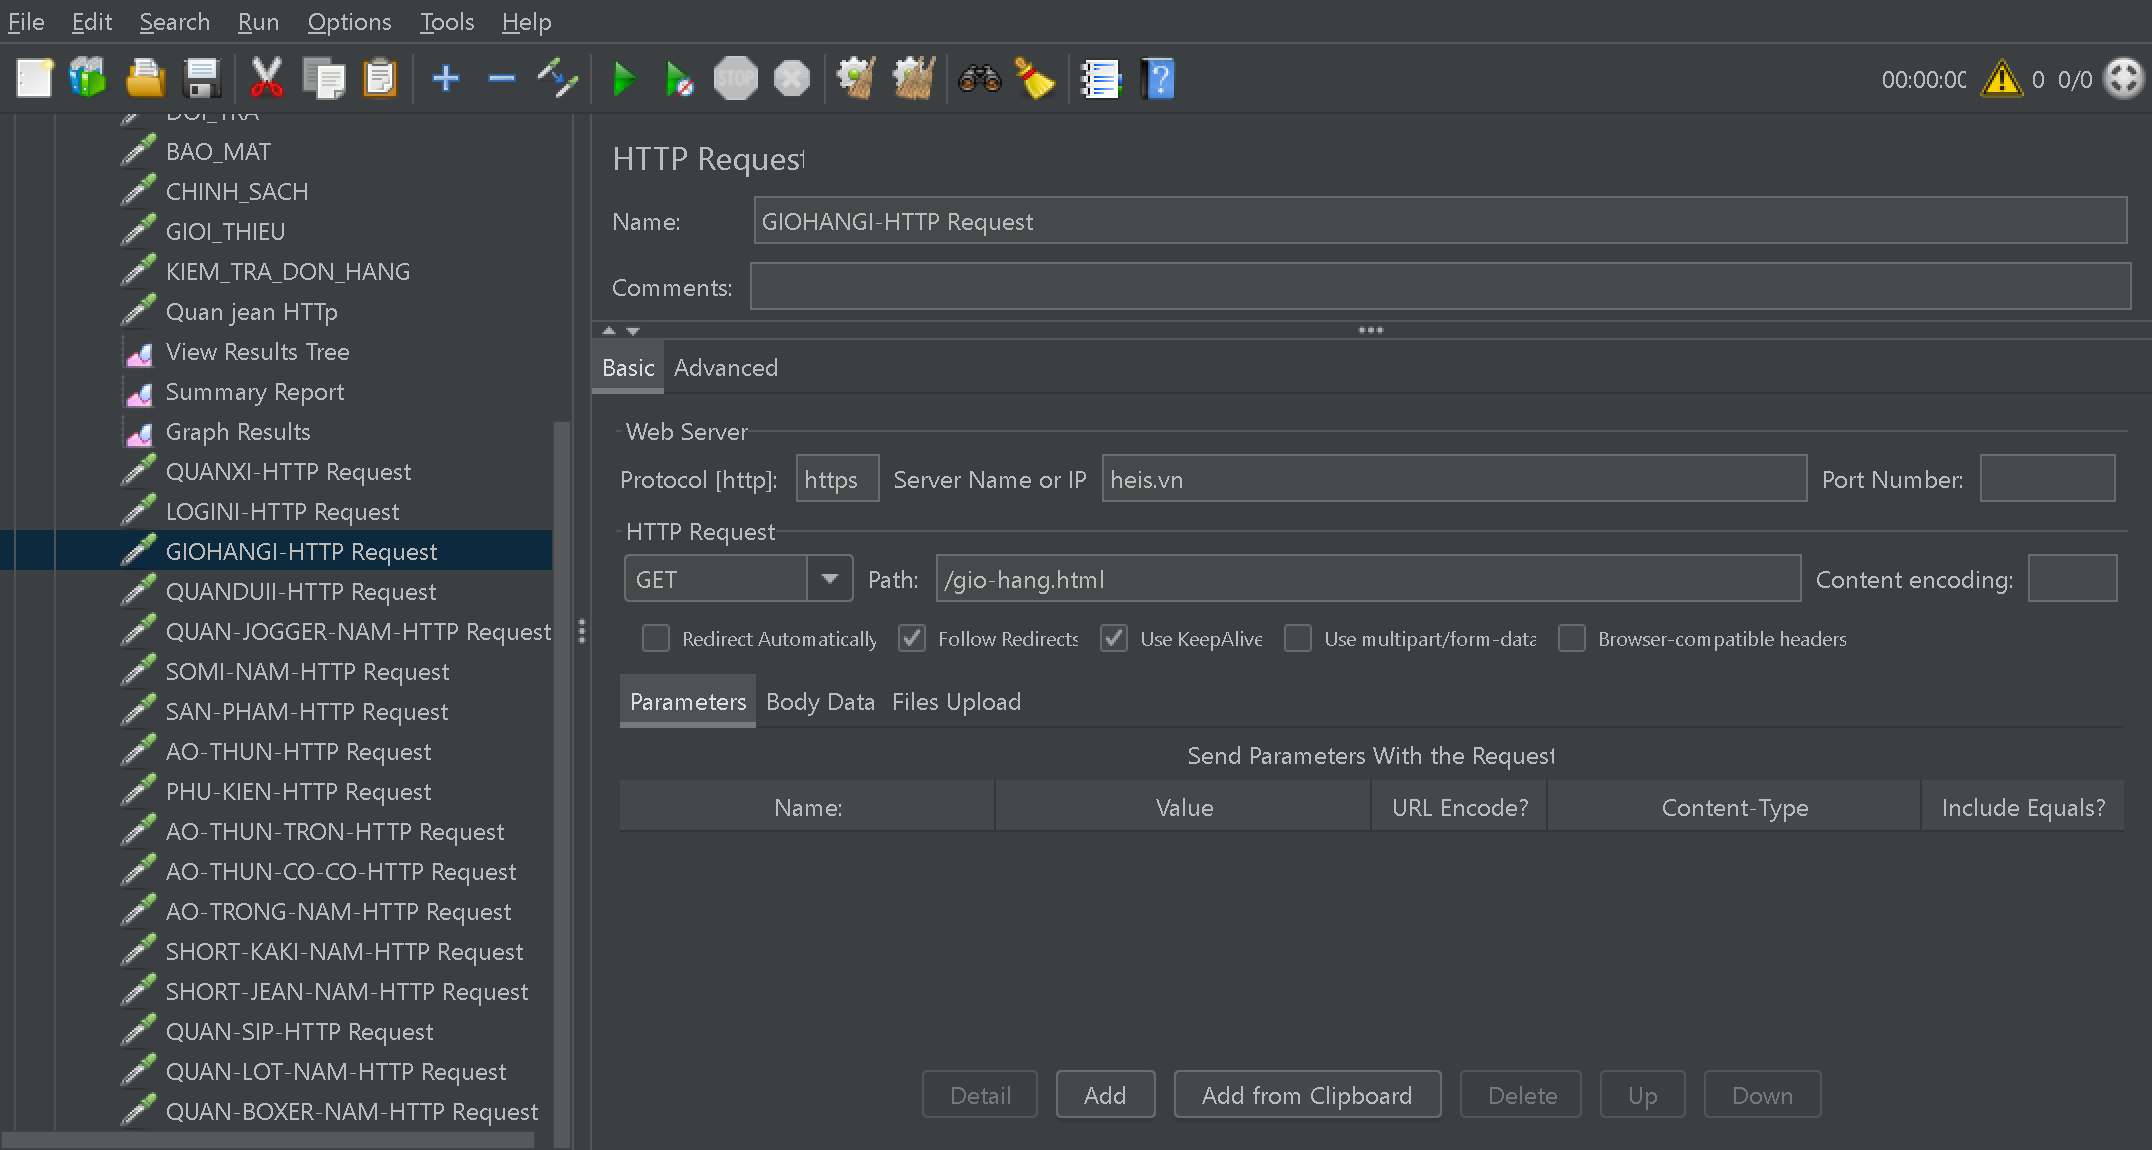 File Edit Search Run Options Tools Help
STOP 00:00:00 0 0/0
DOI_TRA
BAO_MAT
CHINH_SACH
GIOI_THIEU
KIEM_TRA_DON_HANG
Quan jean HTTp
View Results Tree
Summary Report
Graph Results
QUANXI-HTTP Request
LOGINI-HTTP Request
GIOHANGI-HTTP Request
QUANDUII-HTTP Request
QUAN-JOGGER-NAM-HTTP Request
SOMI-NAM-HTTP Request
SAN-PHAM-HTTP Request
AO-THUN-HTTP Request
PHU-KIEN-HTTP Request
AO-THUN-TRON-HTTP Request
AO-THUN-CO-CO-HTTP Request
AO-TRONG-NAM-HTTP Request
SHORT-KAKI-NAM-HTTP Request
SHORT-JEAN-NAM-HTTP Request
QUAN-SIP-HTTP Request
QUAN-LOT-NAM-HTTP Request
QUAN-BOXER-NAM-HTTP Request
HTTP Request
Name: GIOHANGI-HTTP Request
Comments:
Basic Advanced
Web Server
Protocol [http]: https Server Name or IP heis.vn Port Number:
HTTP Request
GET Path: /gio-hang.html Content encoding:
Redirect Automatically Follow Redirects Use KeepAlive Use multipart/form-data Browser-compatible headers
Parameters Body Data Files Upload
Send Parameters With the Request
Name: Value URL Encode? Content-Type Include Equals?
Detail Add Add from Clipboard Delete Up Down